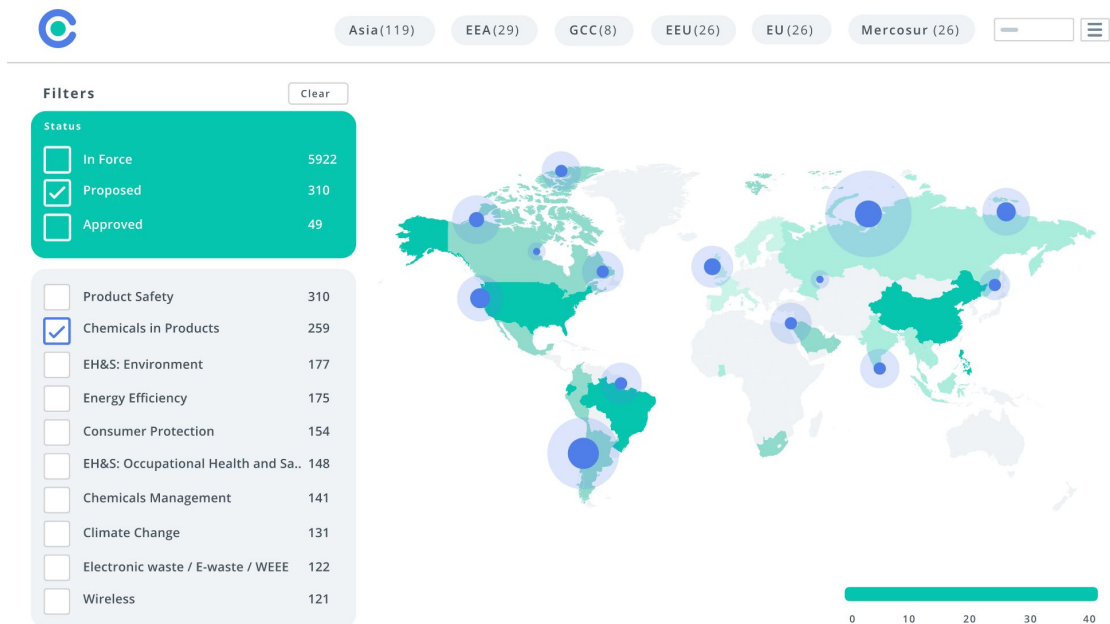 Asia(119) EEA(29) GCC(8) EEU(26) EU(26) Mercosur (26)
Filters Clear
Status
In Force 5922
Proposed 310
Approved 49
Product Safety 310
Chemicals in Products 259
EH&S: Environment 177
Energy Efficiency 175
Consumer Protection 154
EH&S: Occupational Health and Sa.. 148
Chemicals Management 141
Climate Change 131
Electronic waste / E-waste / WEEE 122
Wireless 121
0 10 20 30 40